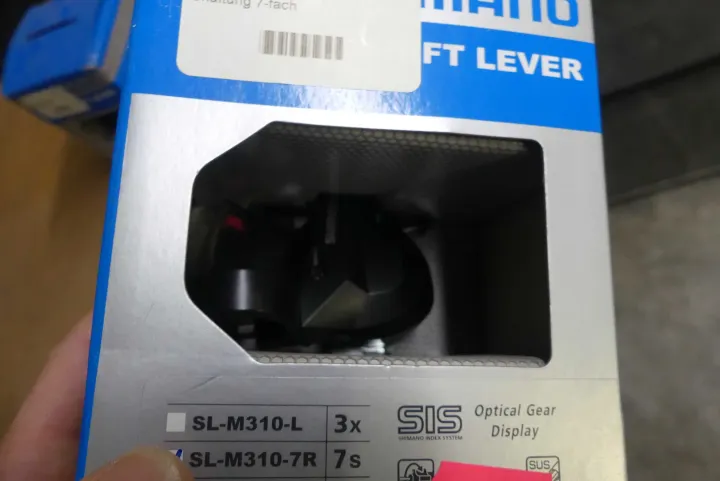 7-fach
MANO
FT LEVER
SL-M310-L
3x
SIS
SHIMANO INDEX SYSTEM
Optical Gear
Display
SL-M310-7R
7s
SUS